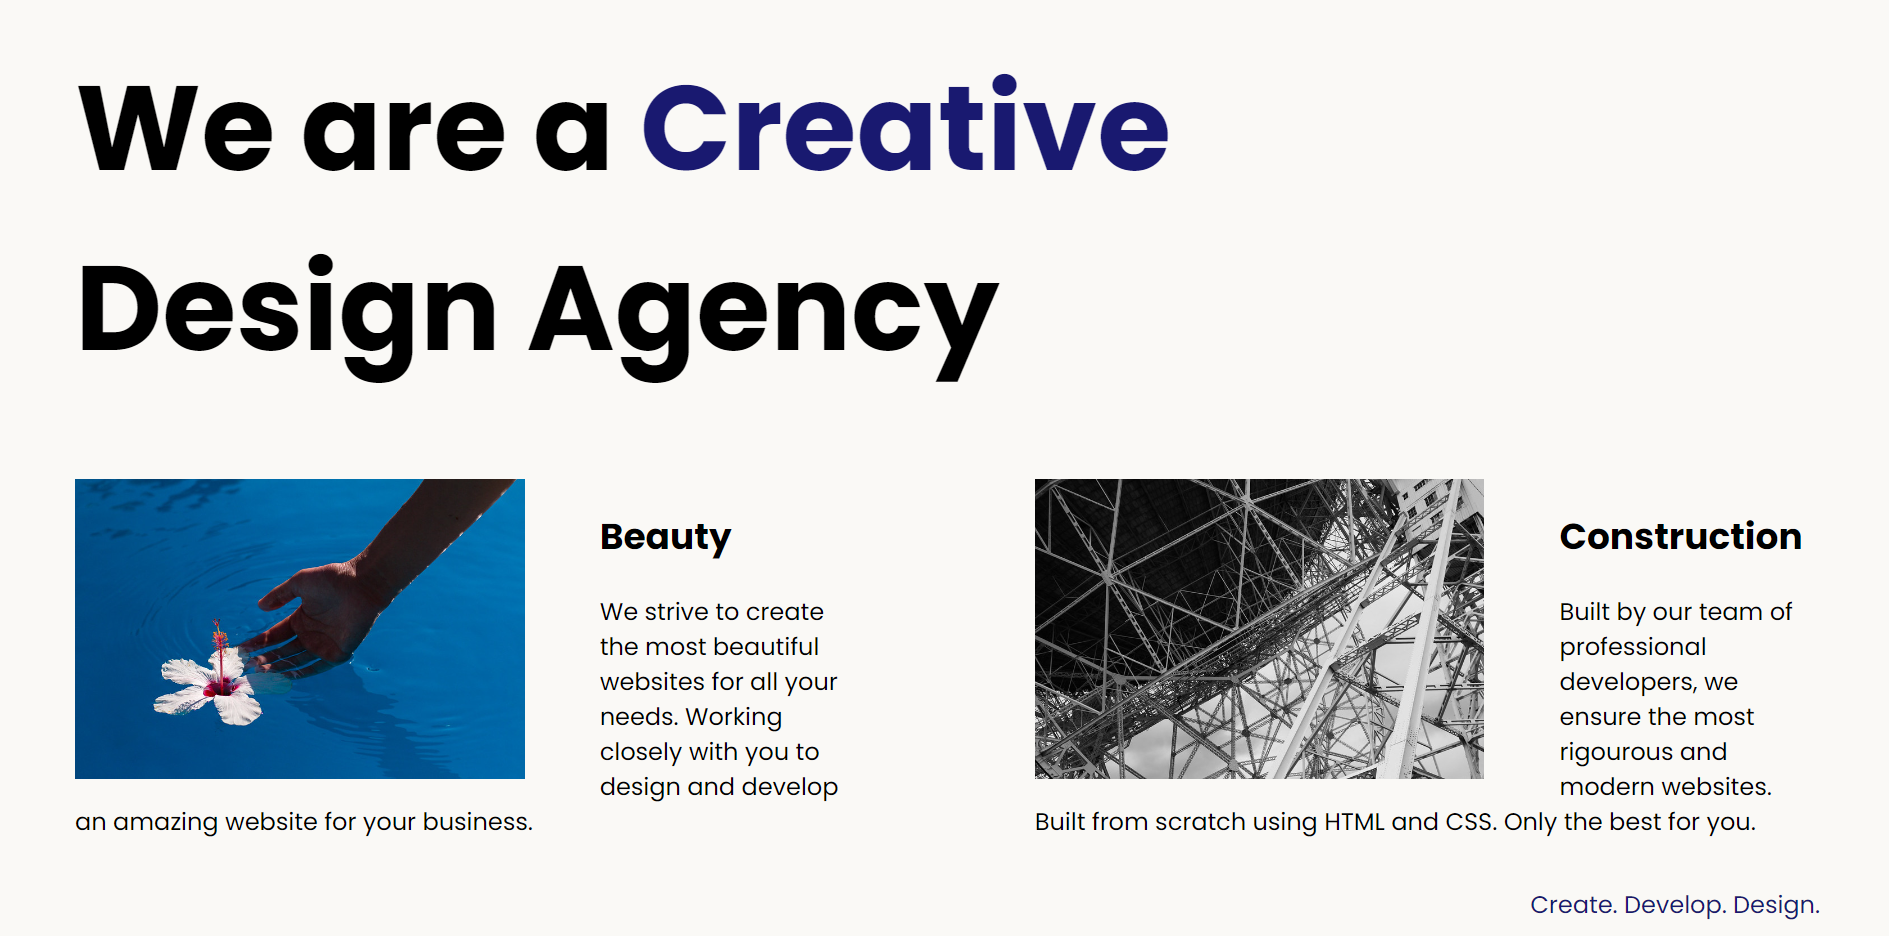 We are a Creative
Design Agency
Beauty
We strive to create
the most beautiful
websites for all your
needs. Working
closely with you to
design and develop
an amazing website for your business.
Construction
Built by our team of
professional
developers, we
ensure the most
rigourous and
modern websites.
Built from scratch using HTML and CSS. Only the best for you.
Create. Develop. Design.